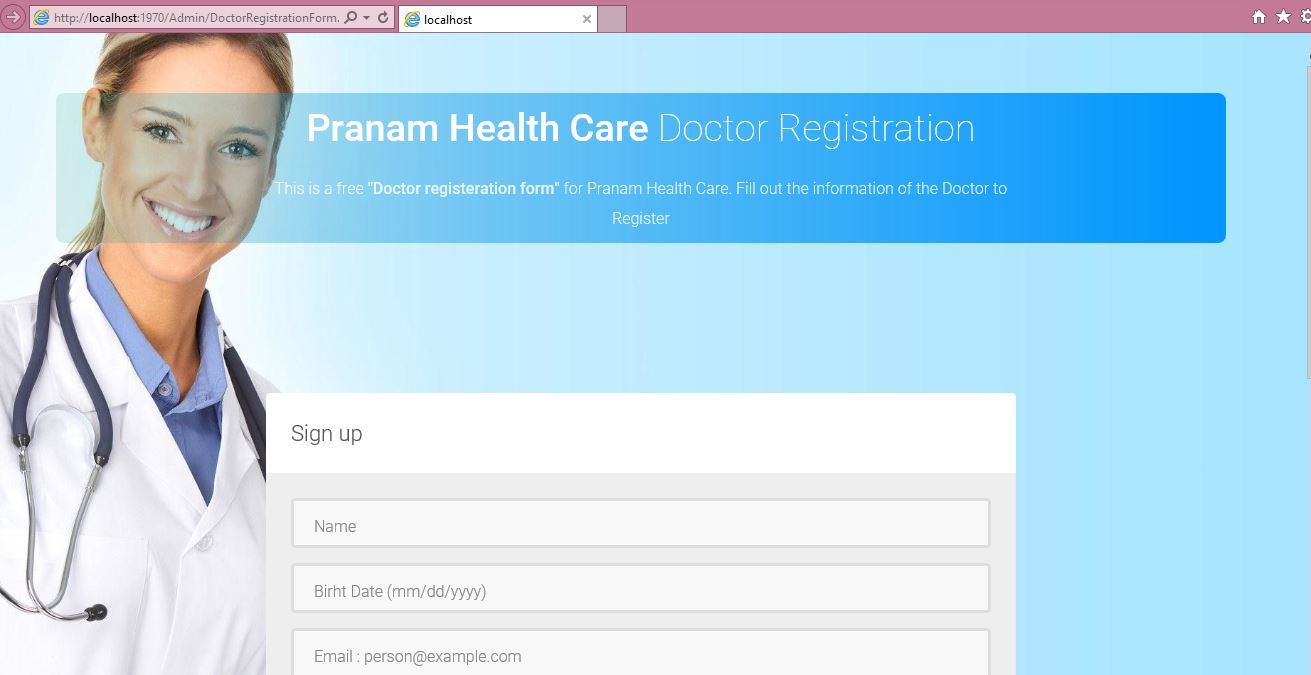 http://localhost:1970/Admin/DoctorRegistrationForm.
localhost
Pranam Health Care Doctor Registration
This is a free "Doctor registeration form" for Pranam Health Care. Fill out the information of the Doctor to
Register
Sign up
Name
Birht Date (mm/dd/yyyy)
Email : person@example.com